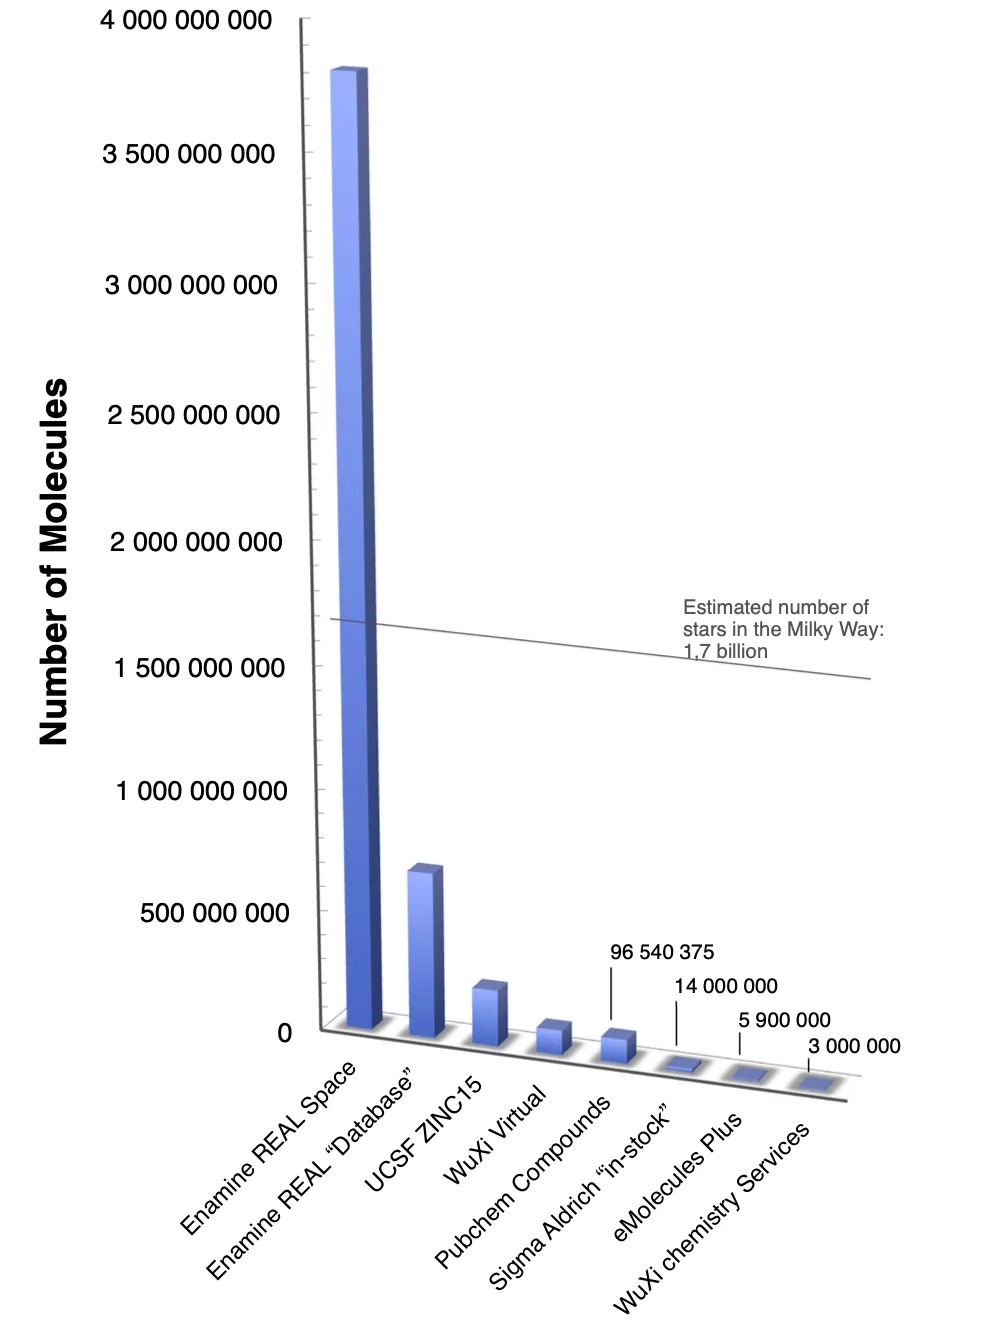 4 000 000 000
3 500 000 000
3 000 000 000
2 500 000 000
2 000 000 000
1 500 000 000
1 000 000 000
500 000 000
0
Number of Molecules
Estimated number of
stars in the Milky Way:
1,7 billion
96 540 375
14 000 000
5 900 000
3 000 000
Enamine REAL Space
Enamine REAL “Database”
UCSF ZINC15
WuXi Virtual
Pubchem Compounds
Sigma Aldrich “in-stock”
eMolecules Plus
WuXi chemistry Services